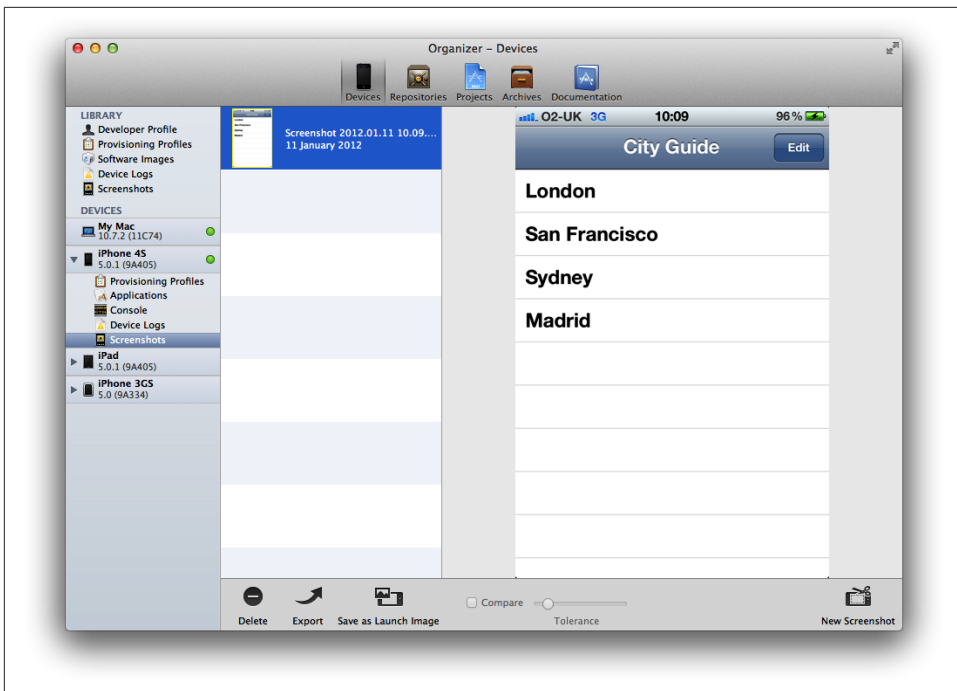 Organizer – Devices
Devices Repositories Projects Archives Documentation
LIBRARY
Developer Profile
Provisioning Profiles
Software Images
Device Logs
Screenshots
DEVICES
My Mac
10.7.2 (11C74)
iPhone 4S
5.0.1 (9A405)
Provisioning Profiles
Applications
Console
Device Logs
Screenshots
iPad
5.0.1 (9A405)
iPhone 3GS
5.0 (9A334)
Screenshot 2012.01.11 10.09....
11 January 2012
O2-UK 3G 10:09 96%
City Guide Edit
London
San Francisco
Sydney
Madrid
Delete Export Save as Launch Image
Compare
Tolerance
New Screenshot